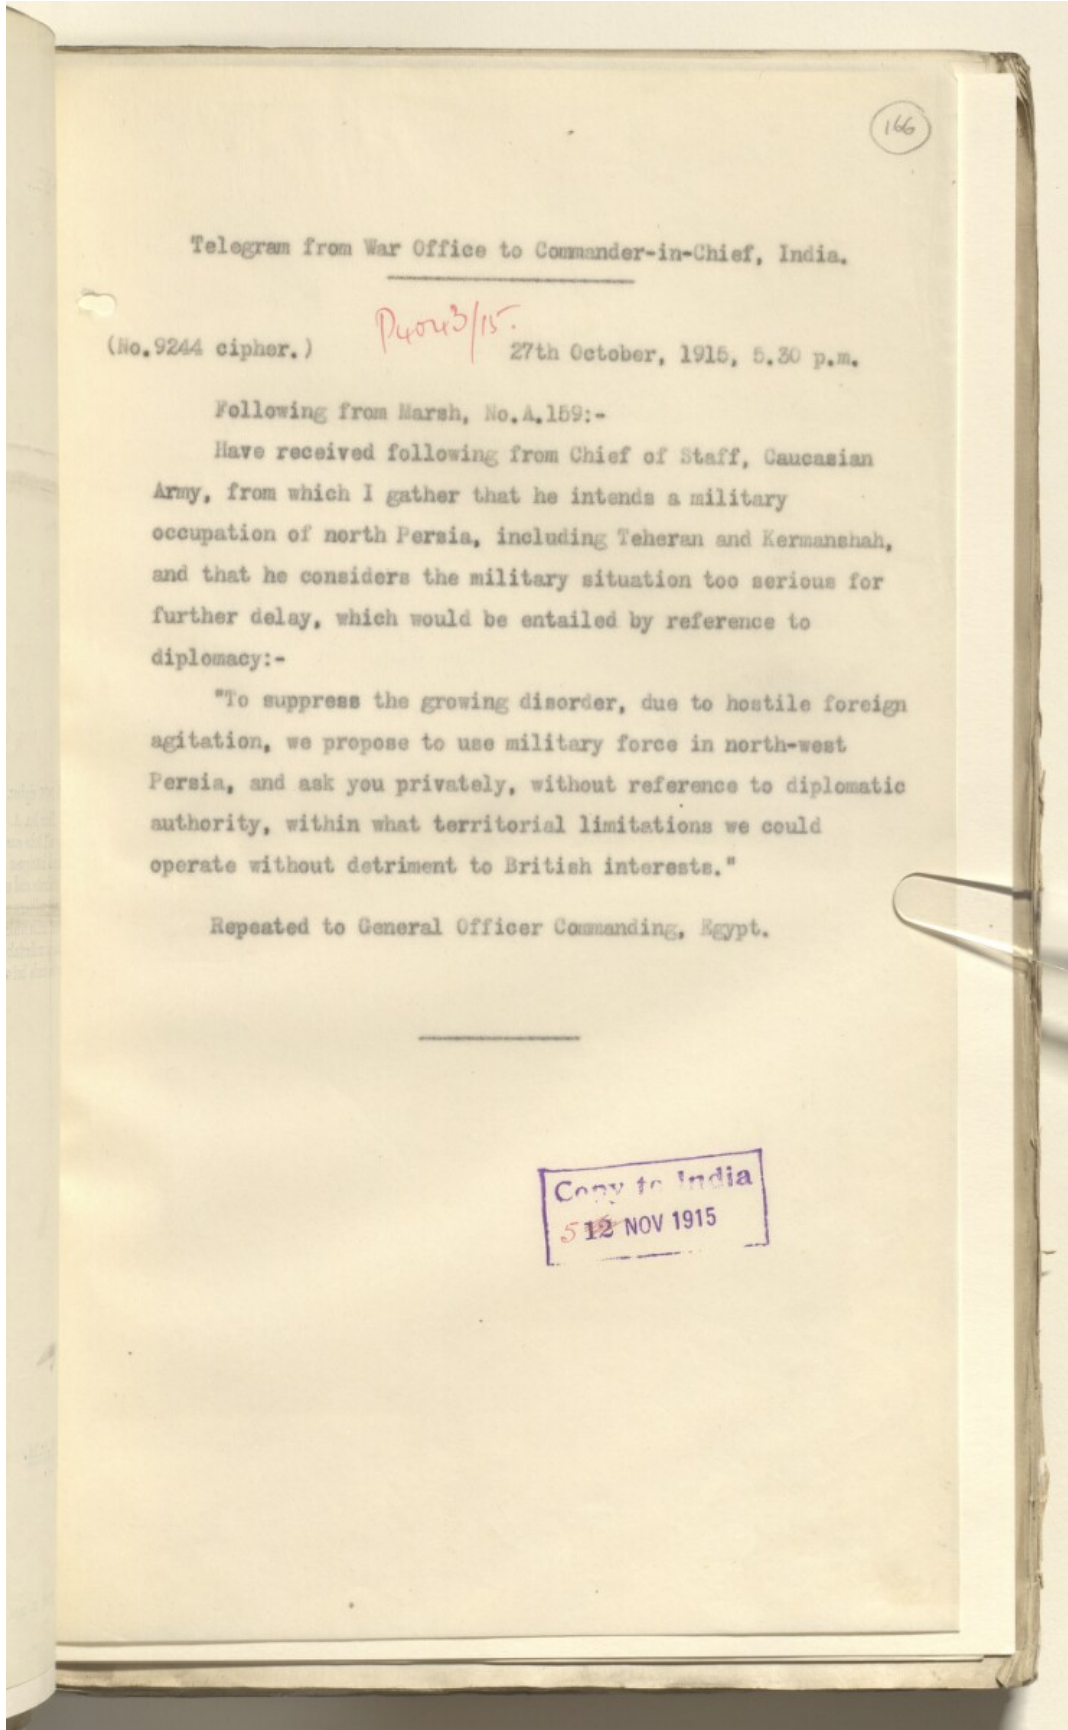 166
Telegram from War Office to Commander-in-Chief, India.
P4043/15.
(No.9244 cipher.)
27th October, 1915, 5.30 p.m.
Following from Marsh, No.A.159:-
Have received following from Chief of Staff, Caucasian
Army, from which I gather that he intends a military
occupation of north Persia, including Teheran and Kermanshah,
and that he considers the military situation too serious for
further delay, which would be entailed by reference to
diplomacy:-
"To suppress the growing disorder, due to hostile foreign
agitation, we propose to use military force in north-west
Persia, and ask you privately, without reference to diplomatic
authority, within what territorial limitations we could
operate without detriment to British interests."
Repeated to General Officer Commanding, Egypt.
Copy to India
5 12 NOV 1915